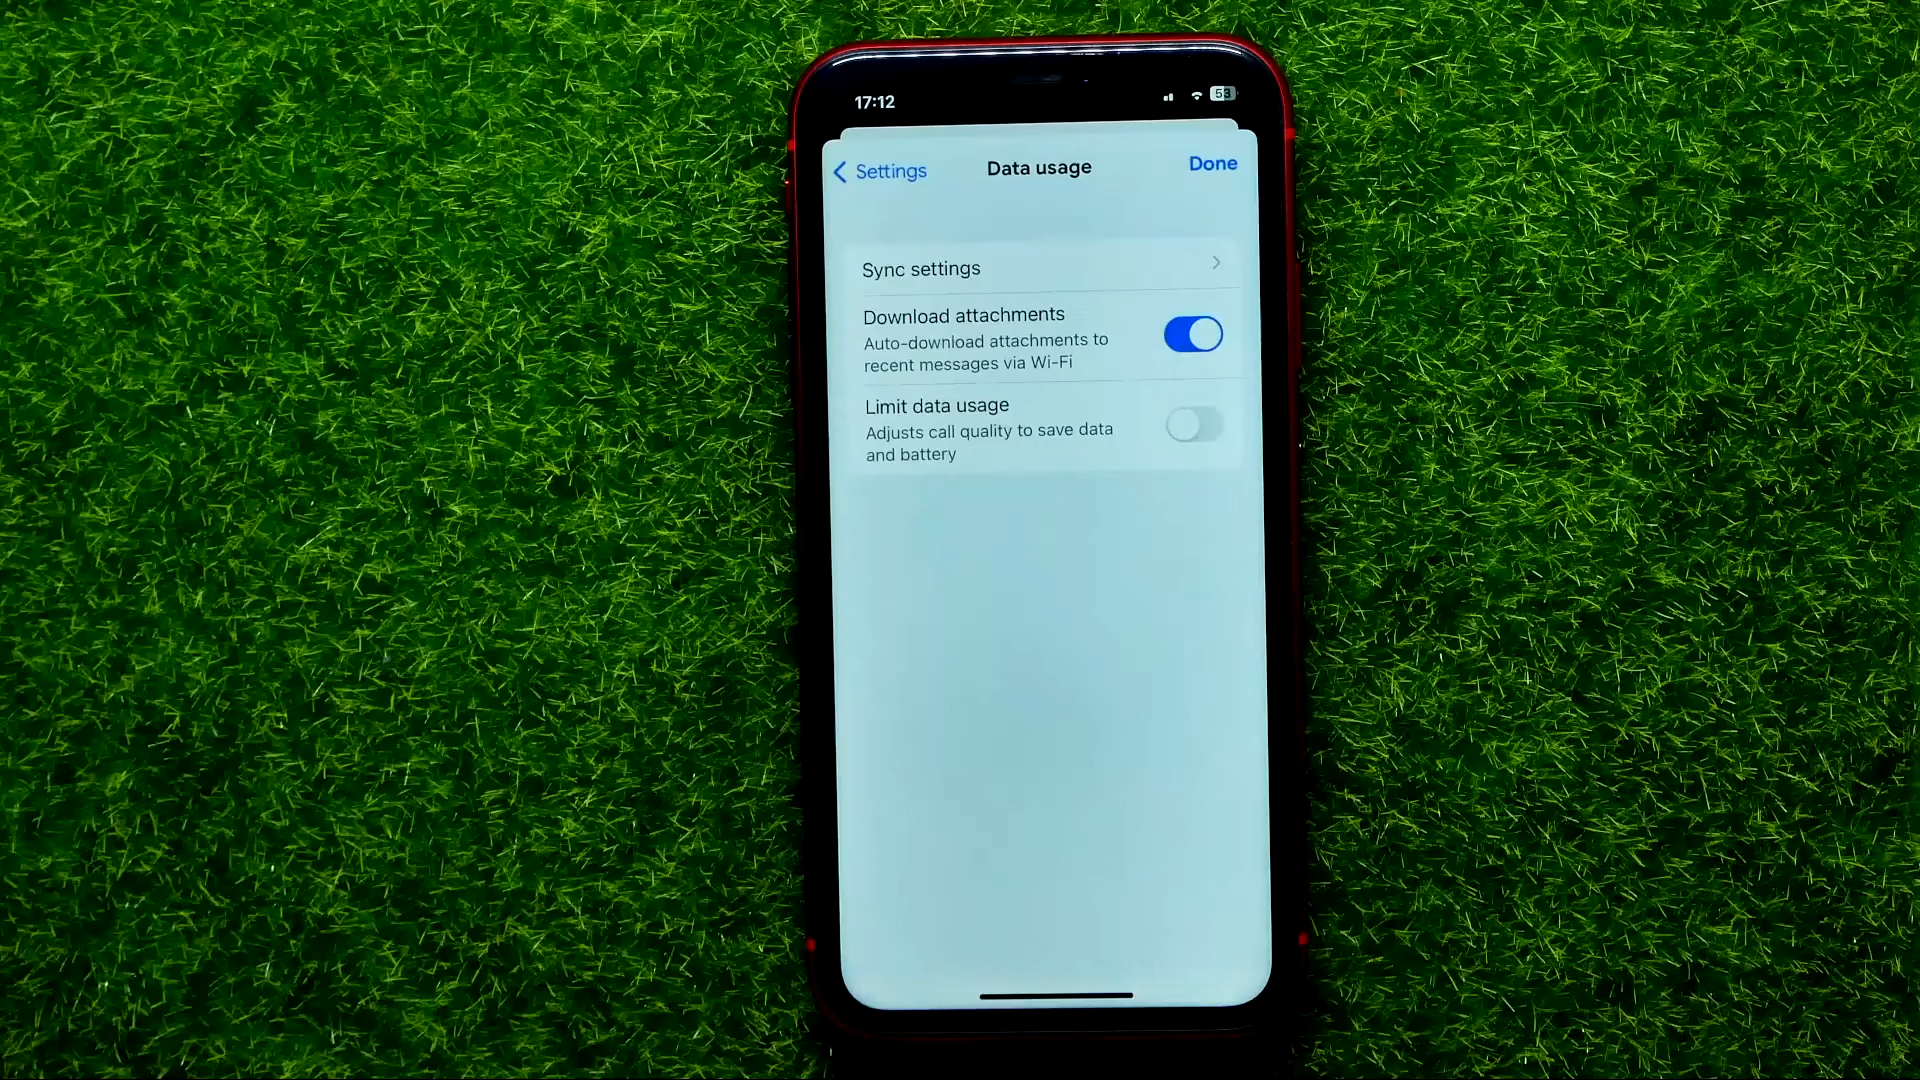 17:12
53
Settings
Data usage
Done
Sync settings
Download attachments
Auto-download attachments to
recent messages via Wi-Fi
Limit data usage
Adjusts call quality to save data
and battery